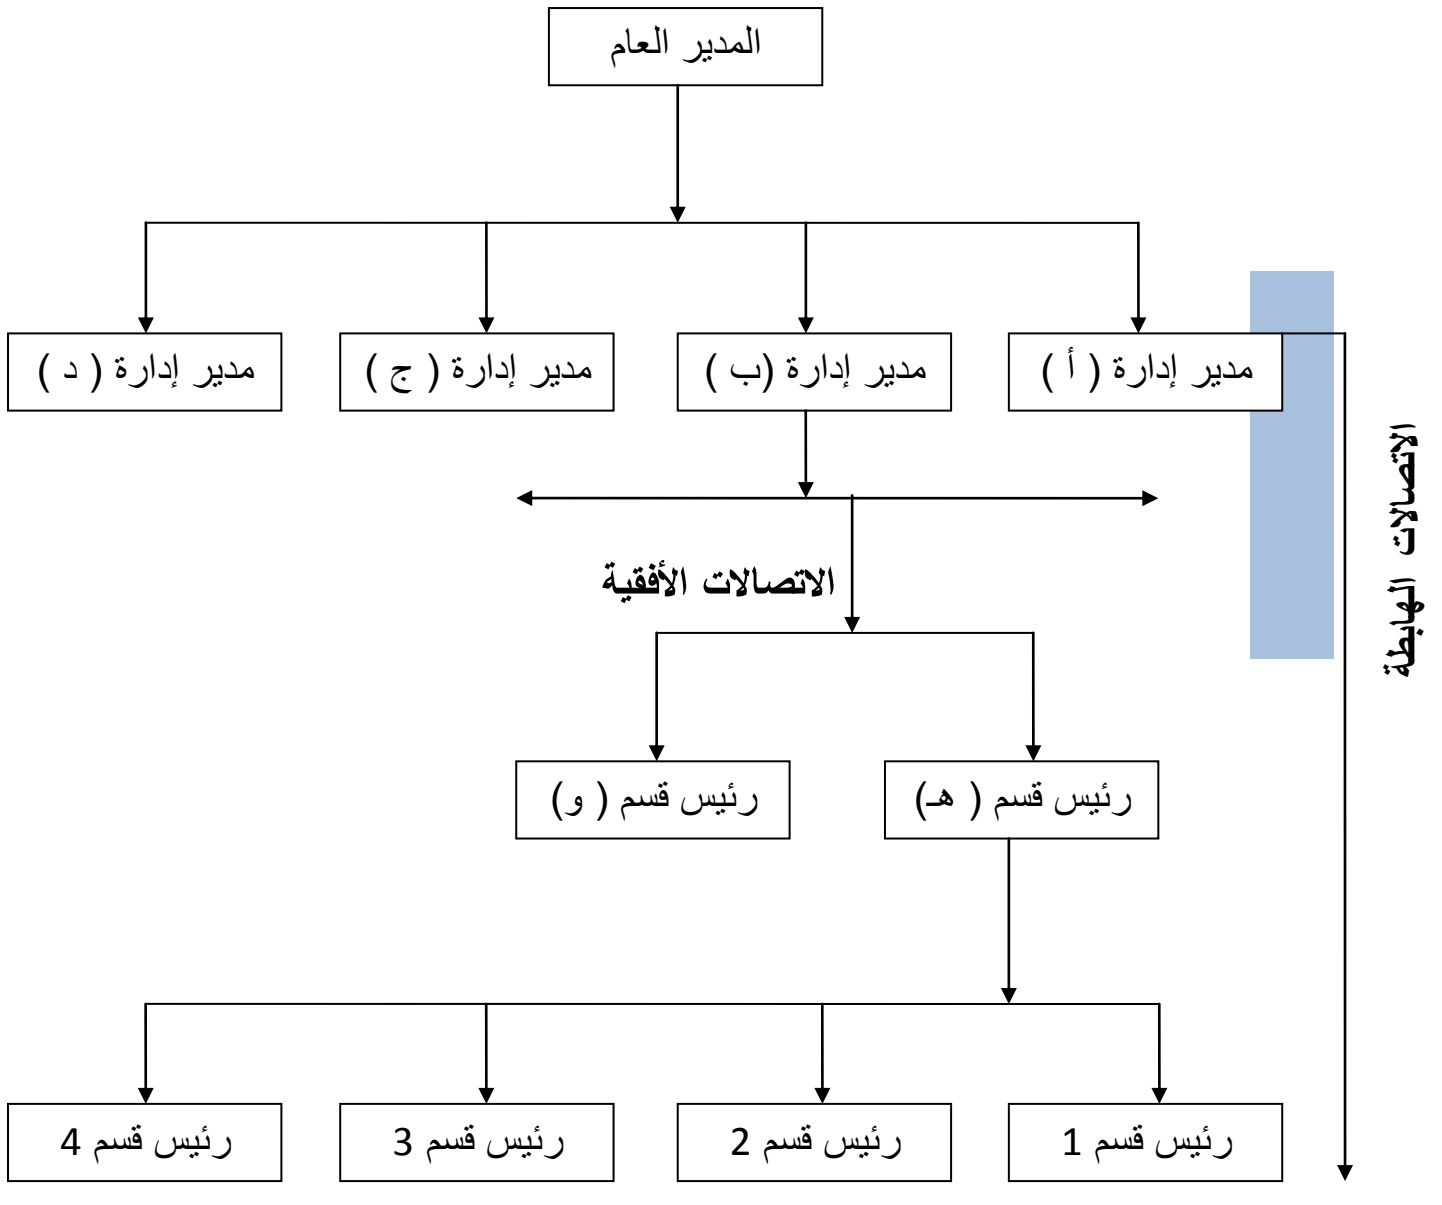 المدير العام
مدير إدارة ( أ )
مدير إدارة (ب )
مدير إدارة ( ج )
مدير إدارة ( د )
الاتصالات الهابطة
الاتصالات الأفقية
رئيس قسم ( هـ)
رئيس قسم ( و)
رئيس قسم 1
رئيس قسم 2
رئيس قسم 3
رئيس قسم 4